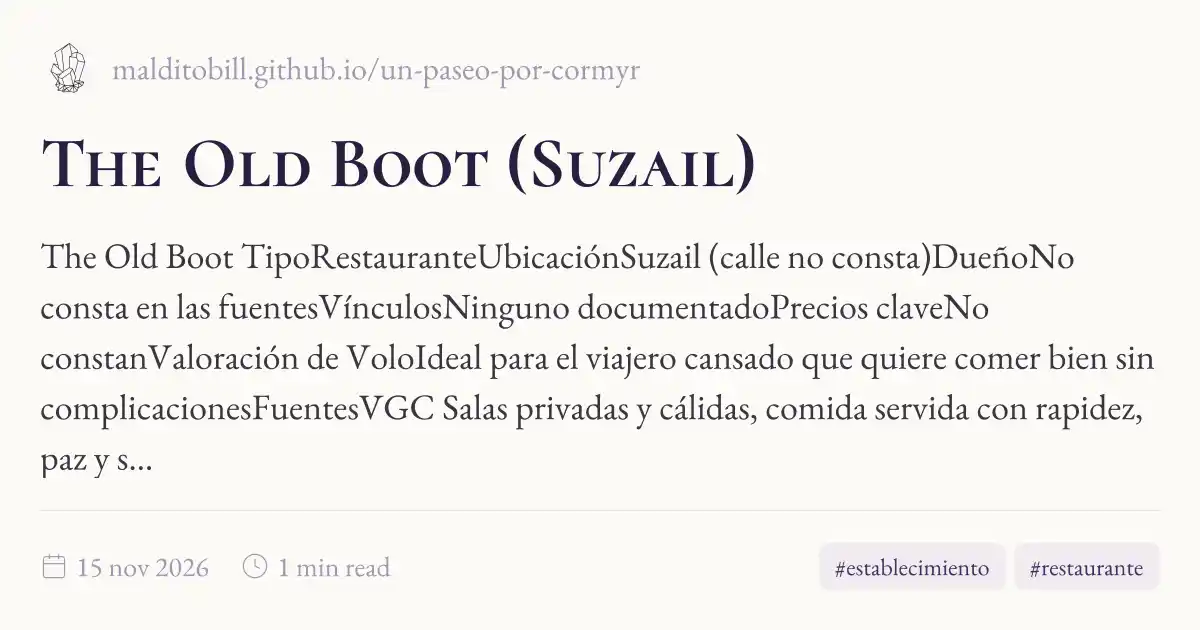 malditobill.github.io/un-paseo-por-cormyr
The Old Boot (Suzail)
The Old Boot TipoRestauranteUbicaciónSuzail (calle no consta)DueñoNo
consta en las fuentesVínculosNinguno documentadoPrecios claveNo
constanValoración de VoloIdeal para el viajero cansado que quiere comer bien sin
complicacionesFuentesVGC Salas privadas y cálidas, comida servida con rapidez,
paz y s...
15 nov 2026
1 min read
#establecimiento
#restaurante